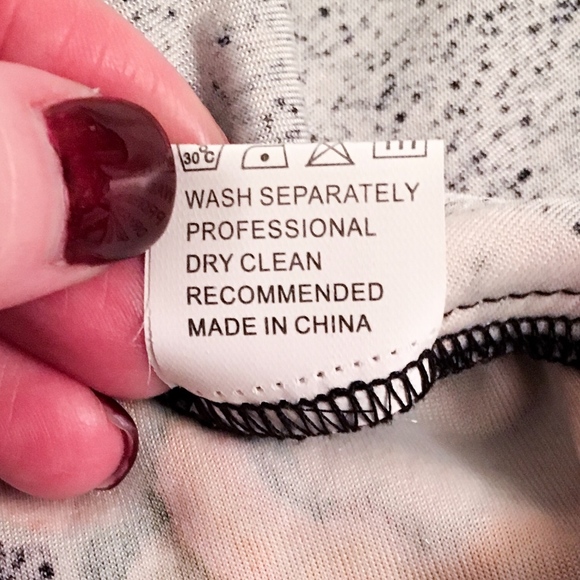 30°C
WASH SEPARATELY
PROFESSIONAL
DRY CLEAN
RECOMMENDED
MADE IN CHINA